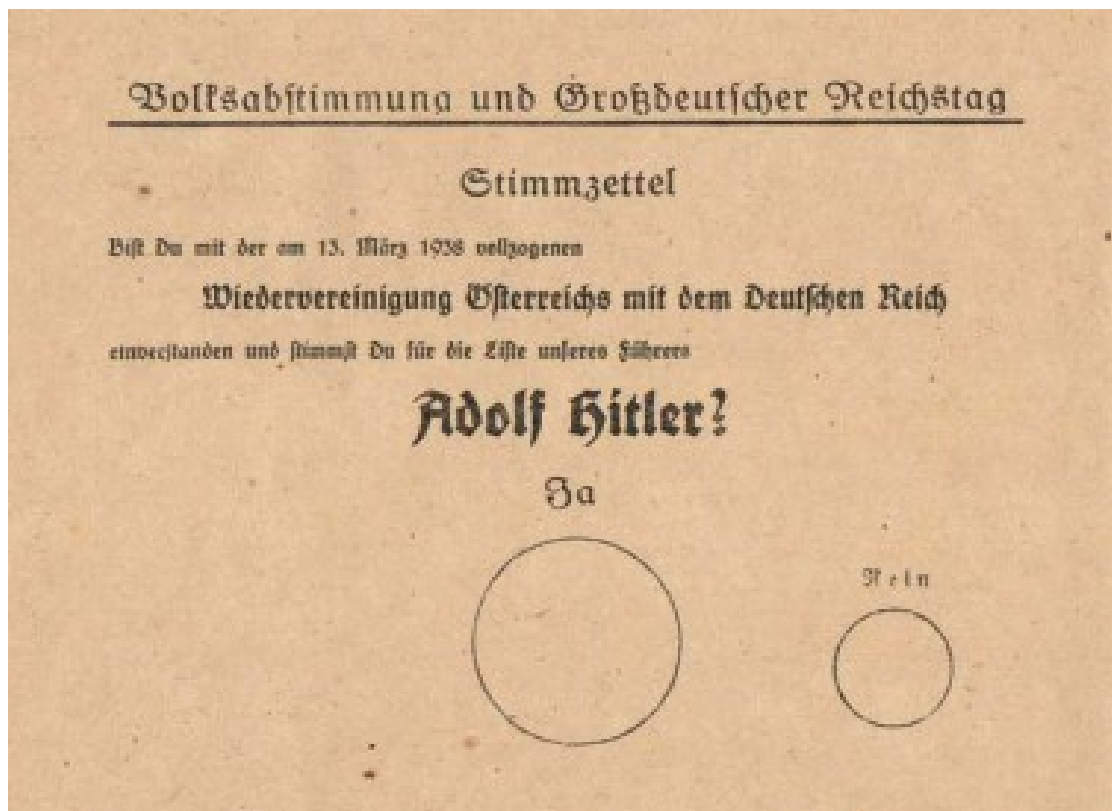 Volksabstimmung und Großdeutscher Reichstag
Stimmzettel
Bist Du mit der am 13. März 1938 vollzogenen
Wiedervereinigung Österreichs mit dem Deutschen Reich
einverstanden und stimmst Du für die Liste unseres Führers
Adolf Hitler?
Ja
Nein